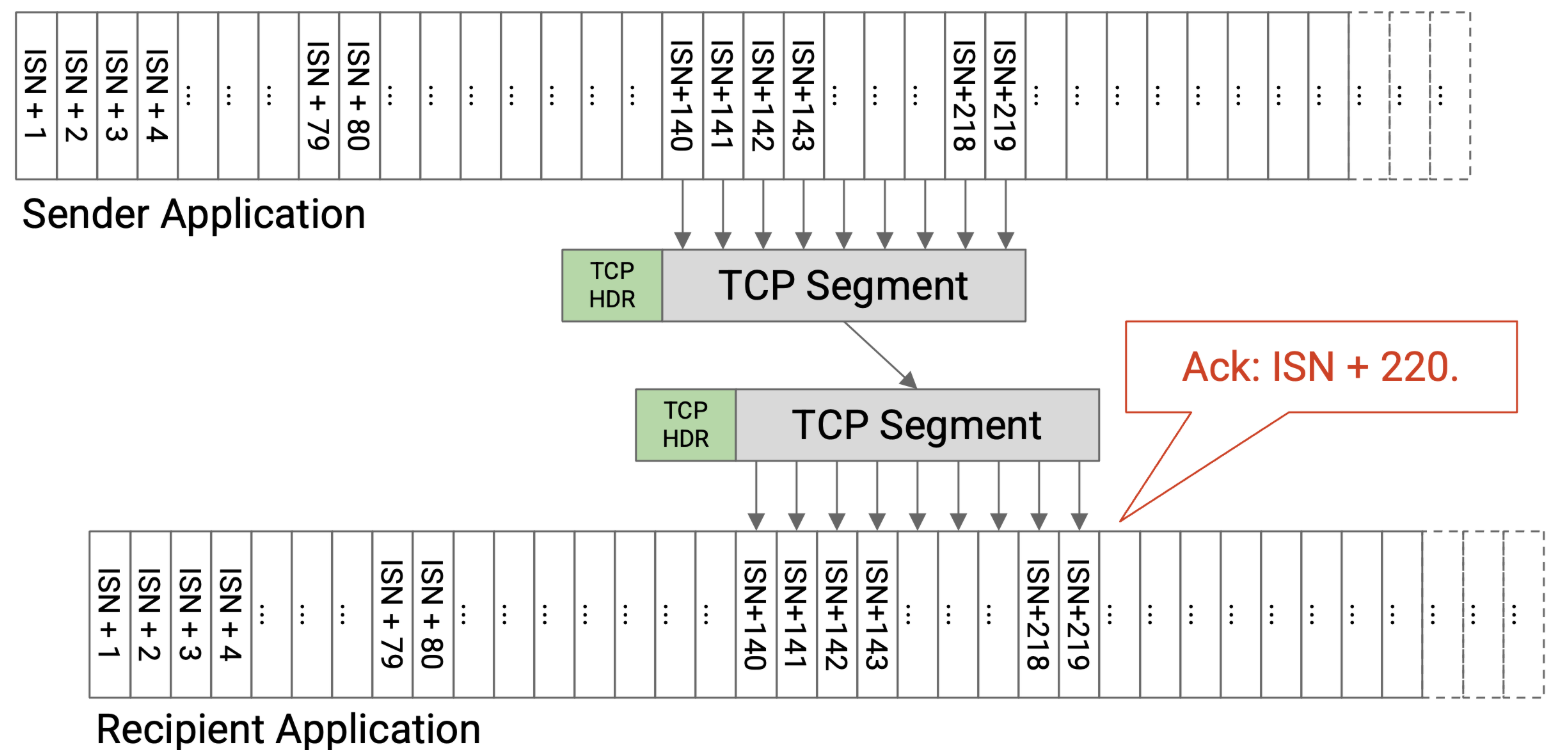 ISN + 1
ISN + 2
ISN + 3
ISN + 4
...
...
...
ISN + 79
ISN + 80
...
...
...
...
...
...
...
ISN+140
ISN+141
ISN+142
ISN+143
...
...
...
ISN+218
ISN+219
...
...
...
...
...
...
...
...
...
...
...
Sender Application
TCP
HDR
TCP Segment
Ack: ISN + 220.
TCP
HDR
TCP Segment
ISN + 1
ISN + 2
ISN + 3
ISN + 4
...
...
...
ISN + 79
ISN + 80
...
...
...
...
...
...
...
ISN+140
ISN+141
ISN+142
ISN+143
...
...
...
ISN+218
ISN+219
...
...
...
...
...
...
...
...
...
...
...
Recipient Application